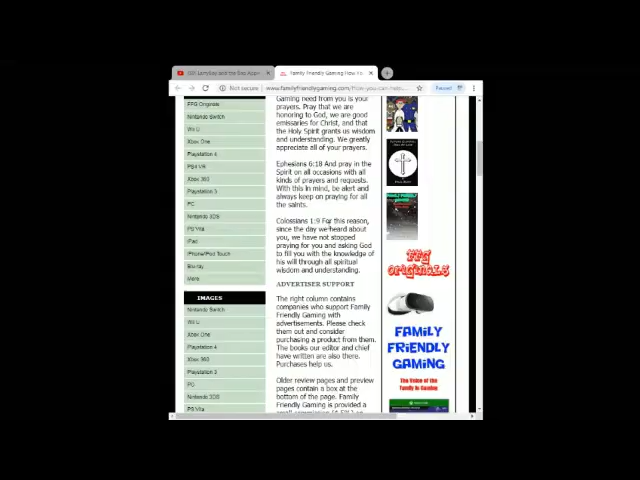 Family Friendly Gaming How Yo
Not secure
www.familyfriendlygaming.com/How-you-can-help...
Paused
FFG Originals
Nintendo Switch
Wii U
Xbox One
Playstation 4
PS4 VR
Xbox 360
Playstation 3
PC
Nintendo 3DS
PS Vita
iPad
iPhone/iPod Touch
Blu-ray
More
IMAGES
Nintendo Switch
Wii U
Xbox One
Playstation 4
Xbox 360
Playstation 3
PC
Nintendo 3DS
PS Vita
Gaming need from you is your
prayers. Pray that we are
honoring to God, we are good
emissaries for Christ, and that
the Holy Spirit grants us wisdom
and understanding. We greatly
appreciate all of your prayers.
Ephesians 6:18 And pray in the
Spirit on all occasions with all
kinds of prayers and requests.
With this in mind, be alert and
always keep on praying for all
the saints.
Colossians 1:9 For this reason,
since the day we heard about
you, we have not stopped
praying for you and asking God
to fill you with the knowledge of
his will through all spiritual
wisdom and understanding.
ADVERTISER SUPPORT
The right column contains
companies who support Family
Friendly Gaming with
advertisements. Please check
them out and consider
purchasing a product from them.
The books our editor and chief
have written are also there.
Purchases help us.
Older review pages and preview
pages contain a box at the
bottom of the page. Family
Friendly Gaming is provided a
FFG
ORIGINALS
FAMILY
FRIENDLY
GAMING
The Voice of the
Family in Gaming